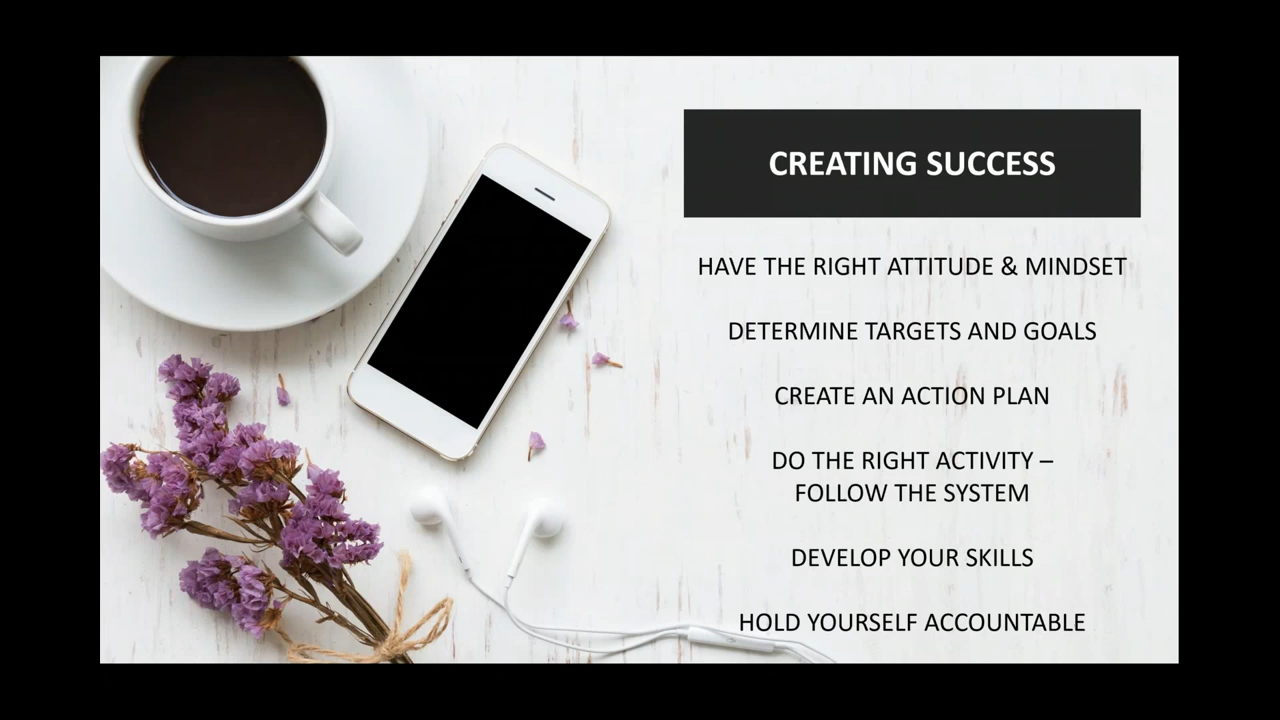 CREATING SUCCESS
HAVE THE RIGHT ATTITUDE & MINDSET
DETERMINE TARGETS AND GOALS
CREATE AN ACTION PLAN
DO THE RIGHT ACTIVITY –
FOLLOW THE SYSTEM
DEVELOP YOUR SKILLS
HOLD YOURSELF ACCOUNTABLE